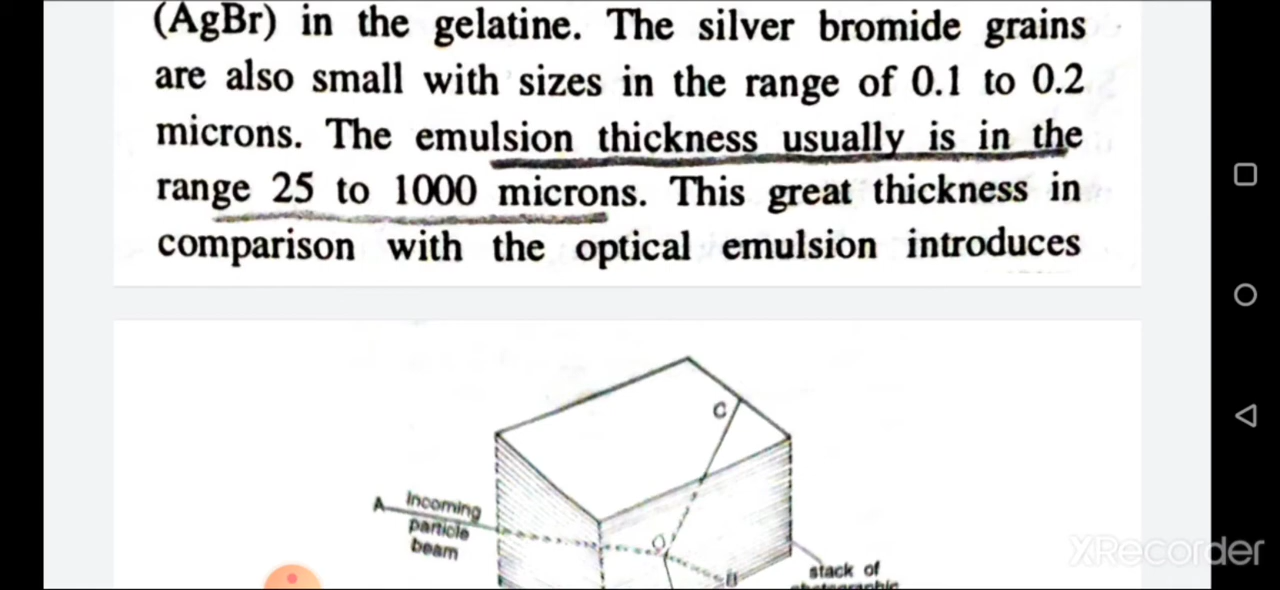 (AgBr) in the gelatine. The silver bromide grains
are also small with sizes in the range of 0.1 to 0.2
microns. The emulsion thickness usually is in the
range 25 to 1000 microns. This great thickness in
comparison with the optical emulsion introduces
C
A
Incoming
particle
beam
O
B
stack of
photographic
XRecorder